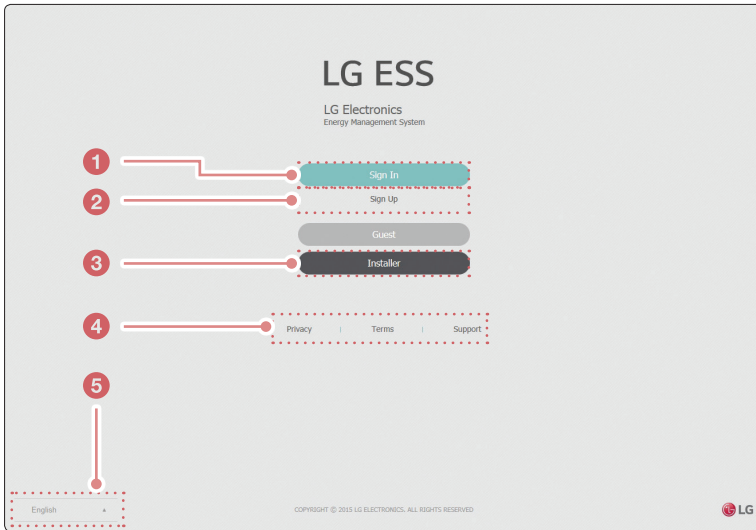 LG ESS
LG Electronics
Energy Management System
1
Sign In
2
Sign Up
Guest
3
Installer
4
Privacy | Terms | Support
5
English ▲
COPYRIGHT © 2015 LG ELECTRONICS. ALL RIGHTS RESERVED
LG